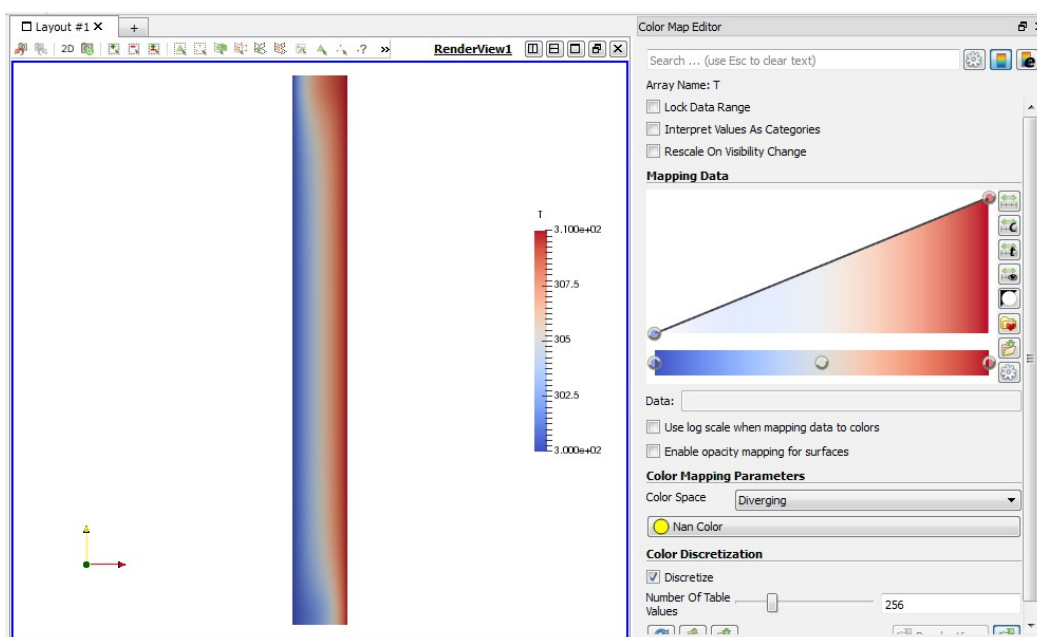 Layout #1 X +
Color Map Editor
2D
.?
»
RenderView1
Search ... (use Esc to clear text)
Array Name: T
Lock Data Range
Interpret Values As Categories
Rescale On Visibility Change
Mapping Data
T
3.100e+02
307.5
305
302.5
3.000e+02
Data:
Use log scale when mapping data to colors
Enable opacity mapping for surfaces
Color Mapping Parameters
Color Space Diverging
Nan Color
Color Discretization
Discretize
Number Of Table
Values
256